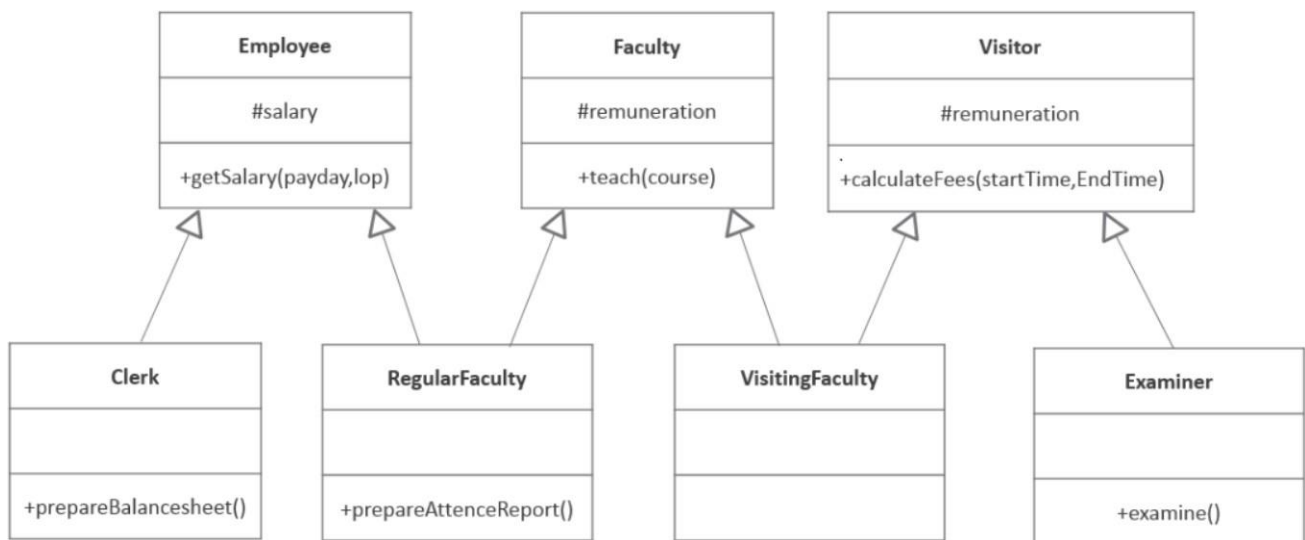 Employee
#salary
+getSalary(payday,lop)
Faculty
#remuneration
+teach(course)
Visitor
#remuneration
+calculateFees(startTime,EndTime)
Clerk
+prepareBalancesheet()
RegularFaculty
+prepareAttenceReport()
VisitingFaculty
Examiner
+examine()